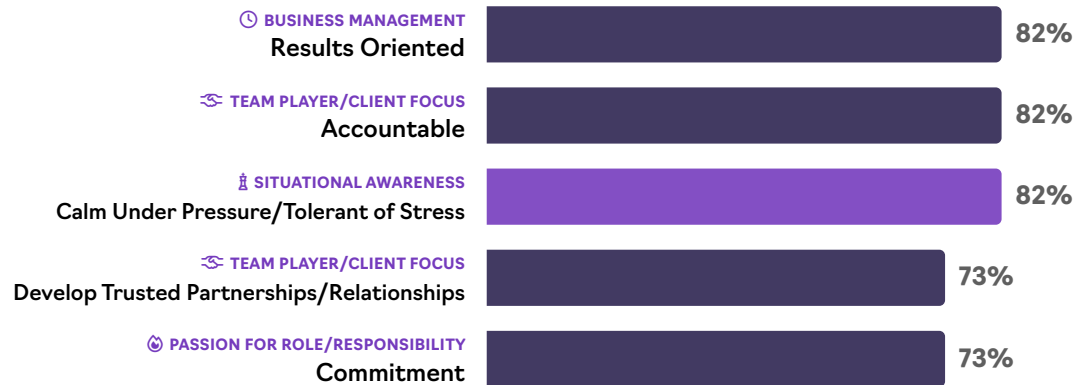 BUSINESS MANAGEMENT
Results Oriented
82%
TEAM PLAYER/CLIENT FOCUS
Accountable
82%
SITUATIONAL AWARENESS
Calm Under Pressure/Tolerant of Stress
82%
TEAM PLAYER/CLIENT FOCUS
Develop Trusted Partnerships/Relationships
73%
PASSION FOR ROLE/RESPONSIBILITY
Commitment
73%